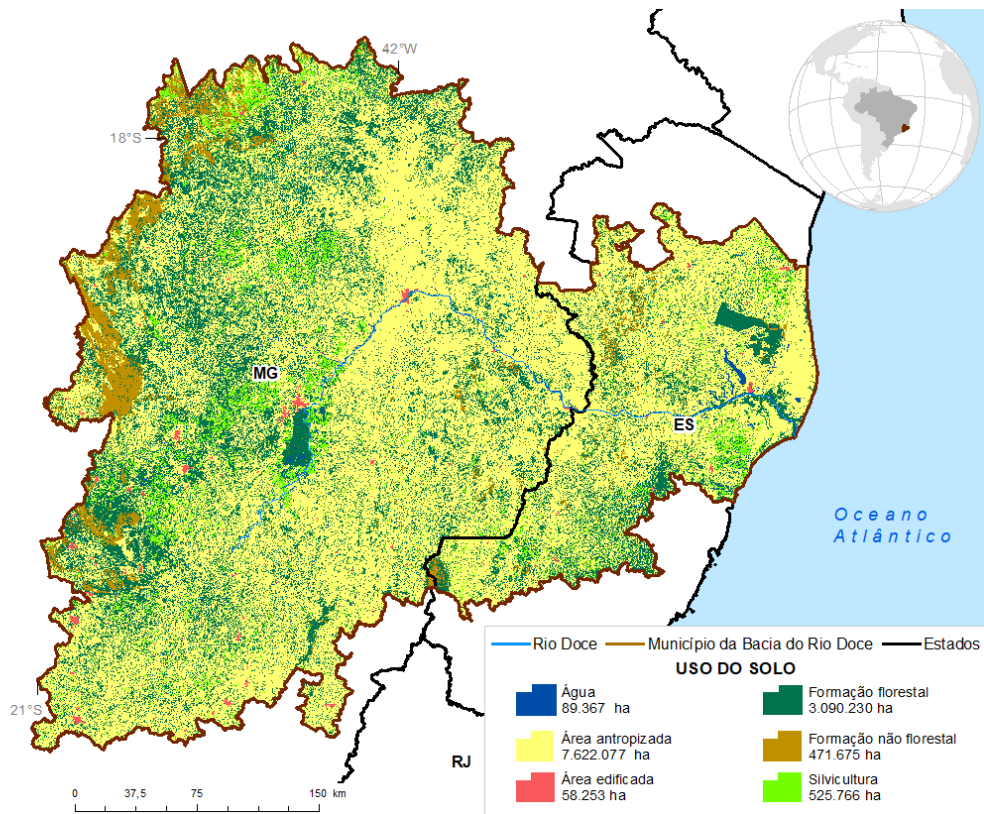 42°W
18°S
MG
ES
Oceano
Atlântico
21°S
RJ
0 37,5 75 150 km
Rio Doce Município da Bacia do Rio Doce Estados
USO DO SOLO
Água
89.367 ha
Formação florestal
3.090.230 ha
Área antropizada
7.622.077 ha
Formação não florestal
471.675 ha
Área edificada
58.253 ha
Silvicultura
525.766 ha